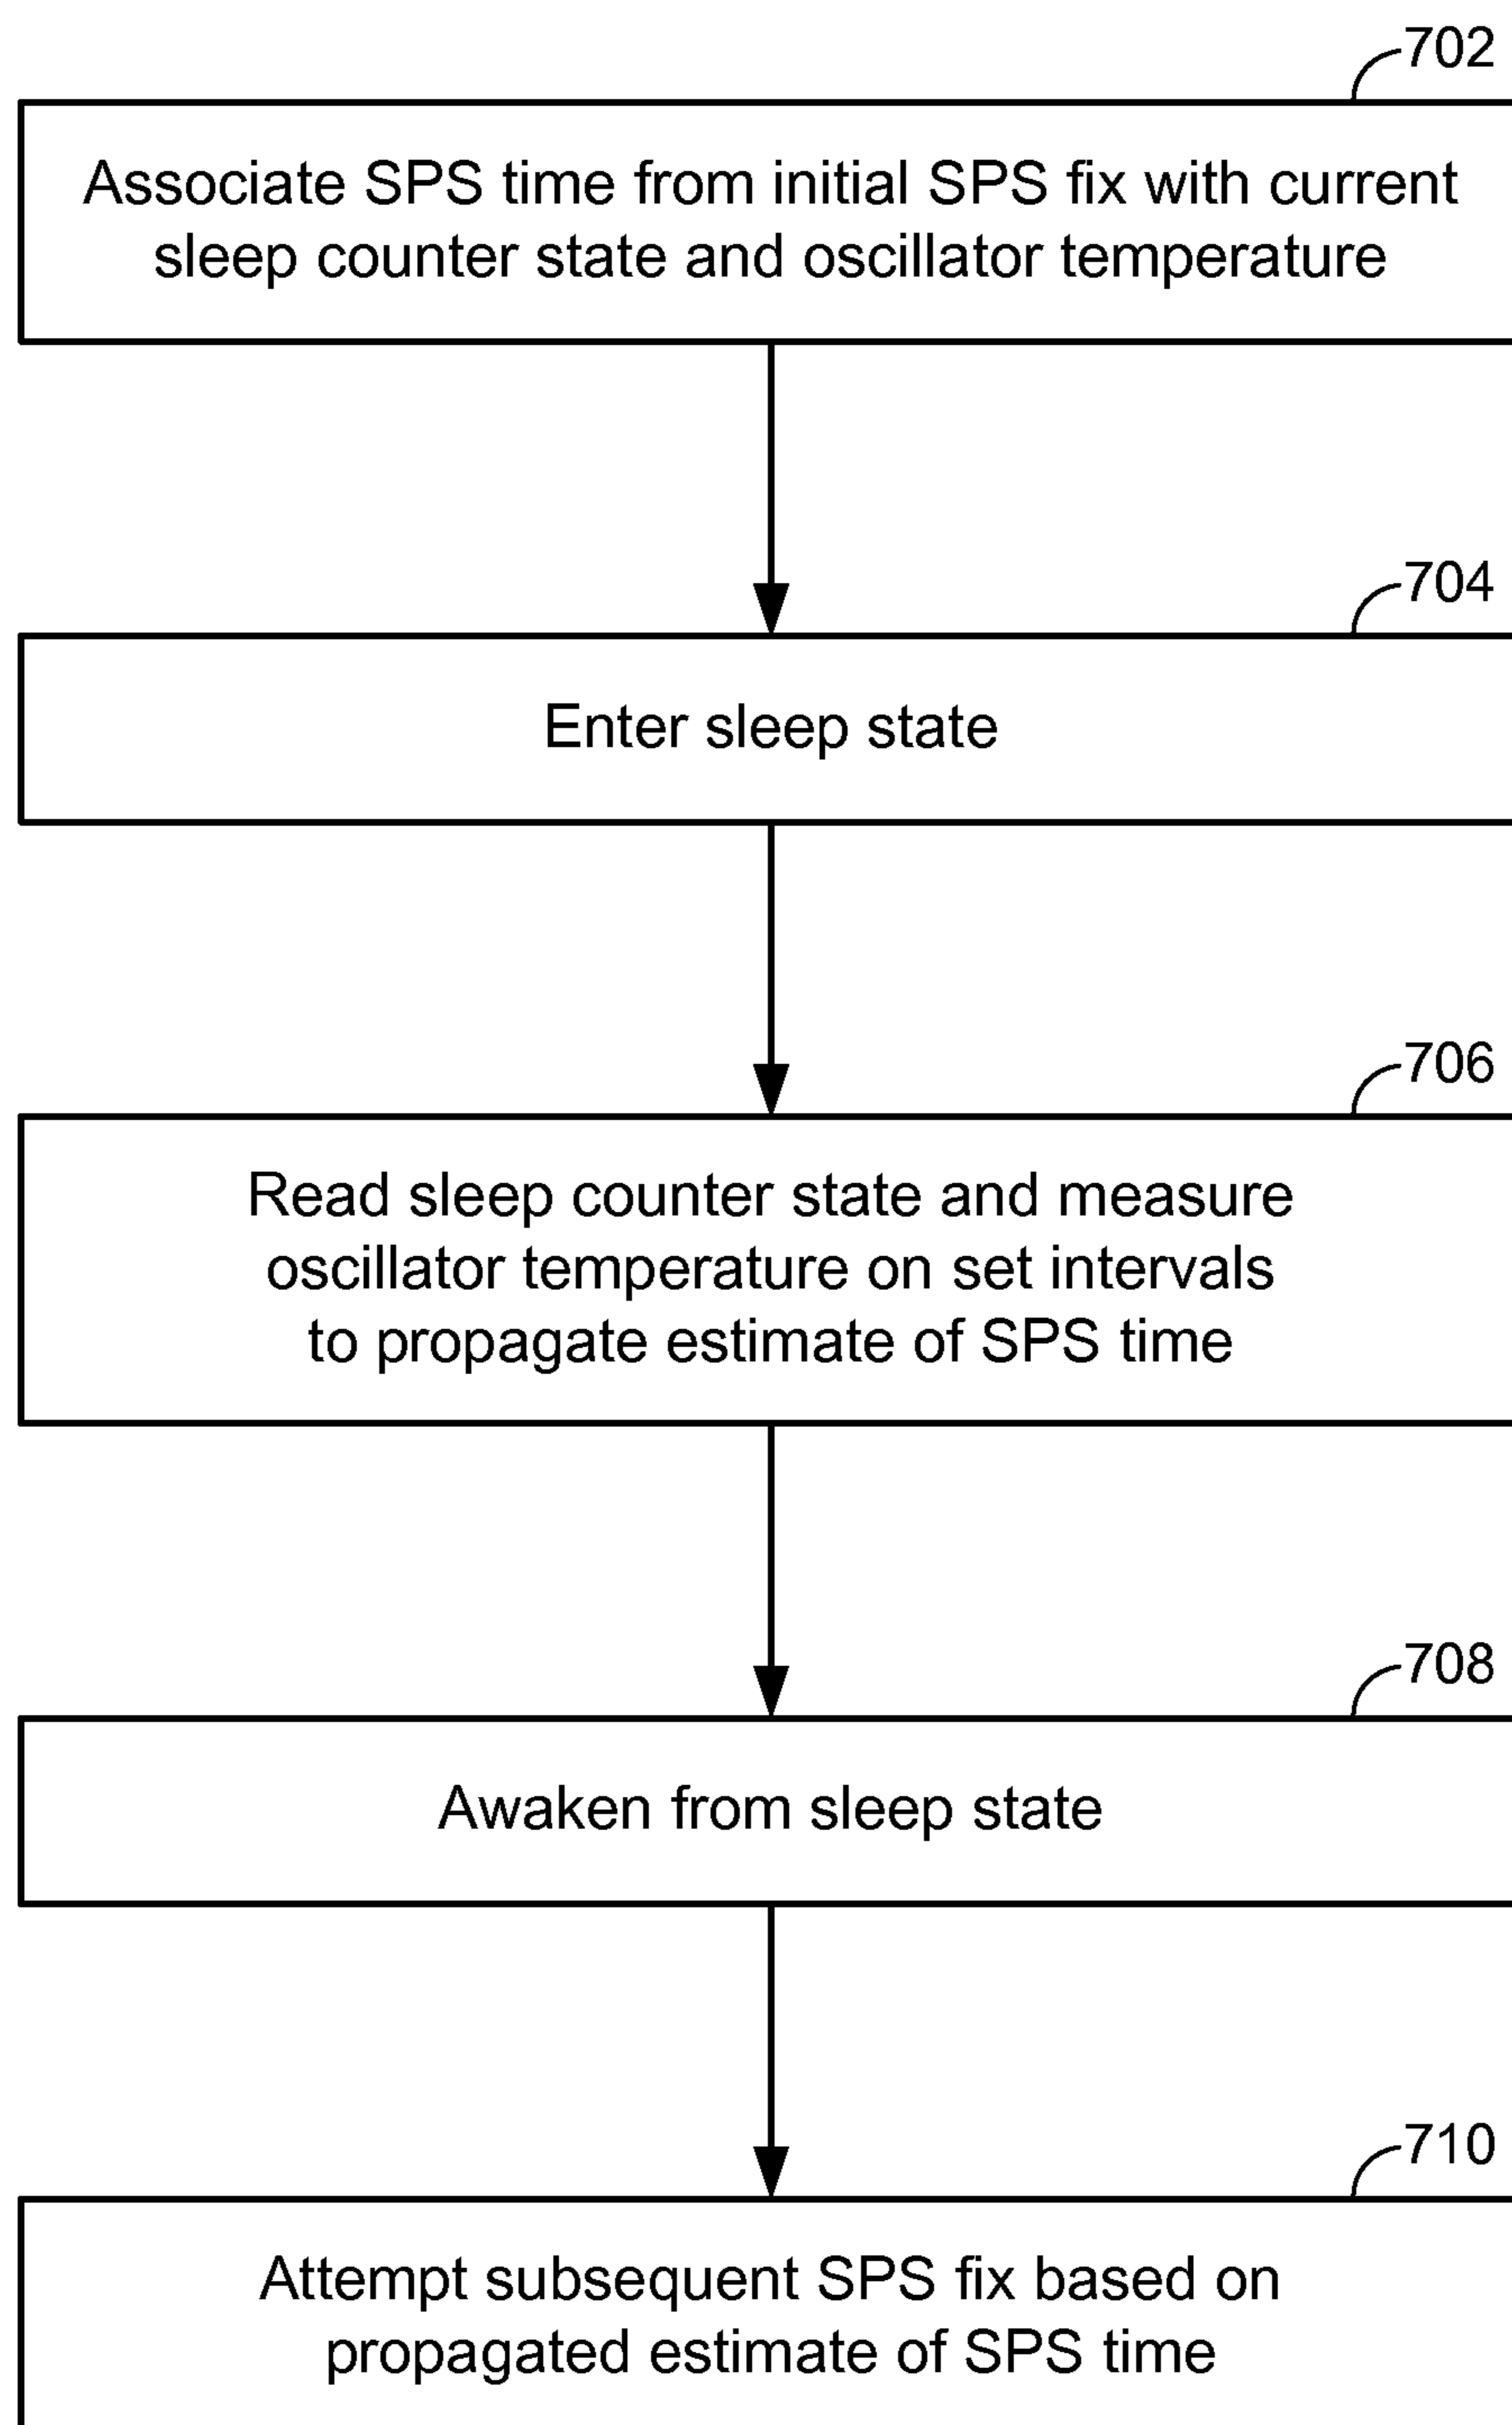 702
Associate SPS time from initial SPS fix with current
sleep counter state and oscillator temperature
704
Enter sleep state
706
Read sleep counter state and measure
oscillator temperature on set intervals
to propagate estimate of SPS time
708
Awaken from sleep state
710
Attempt subsequent SPS fix based on
propagated estimate of SPS time